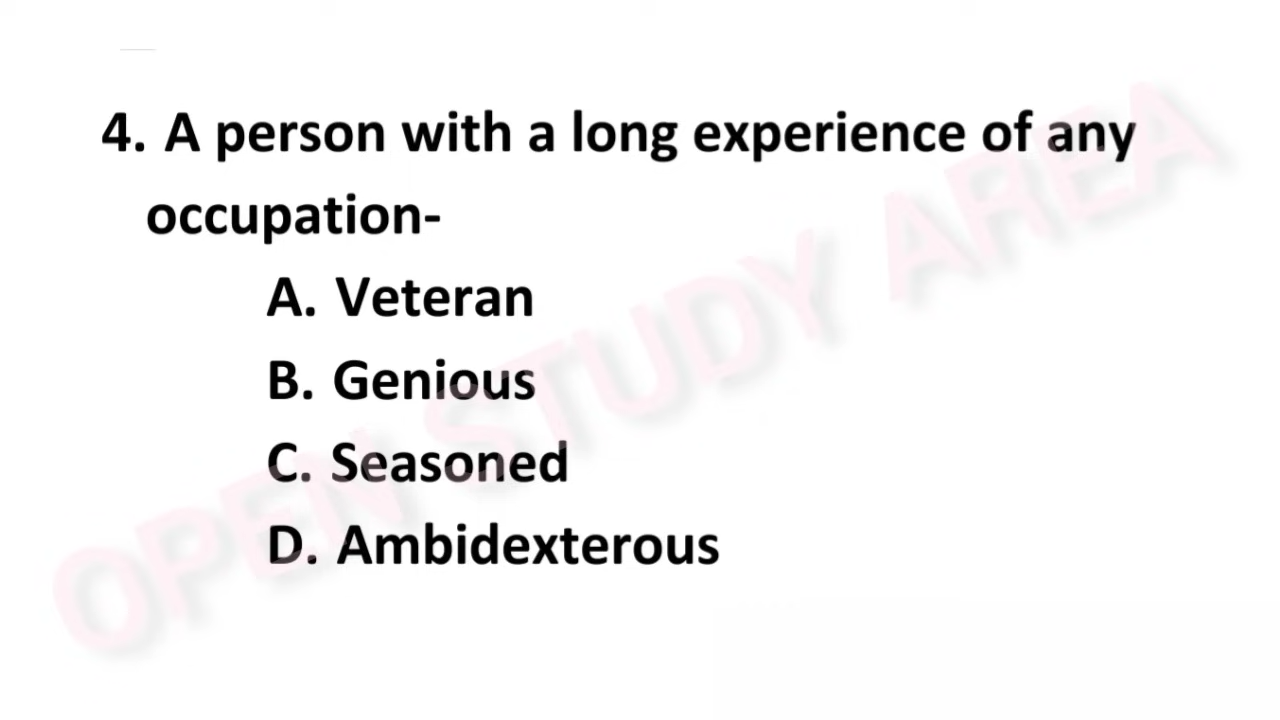 4. A person with a long experience of any
occupation-
A. Veteran
B. Genious
C. Seasoned
D. Ambidexterous
OPEN STUDY AREA